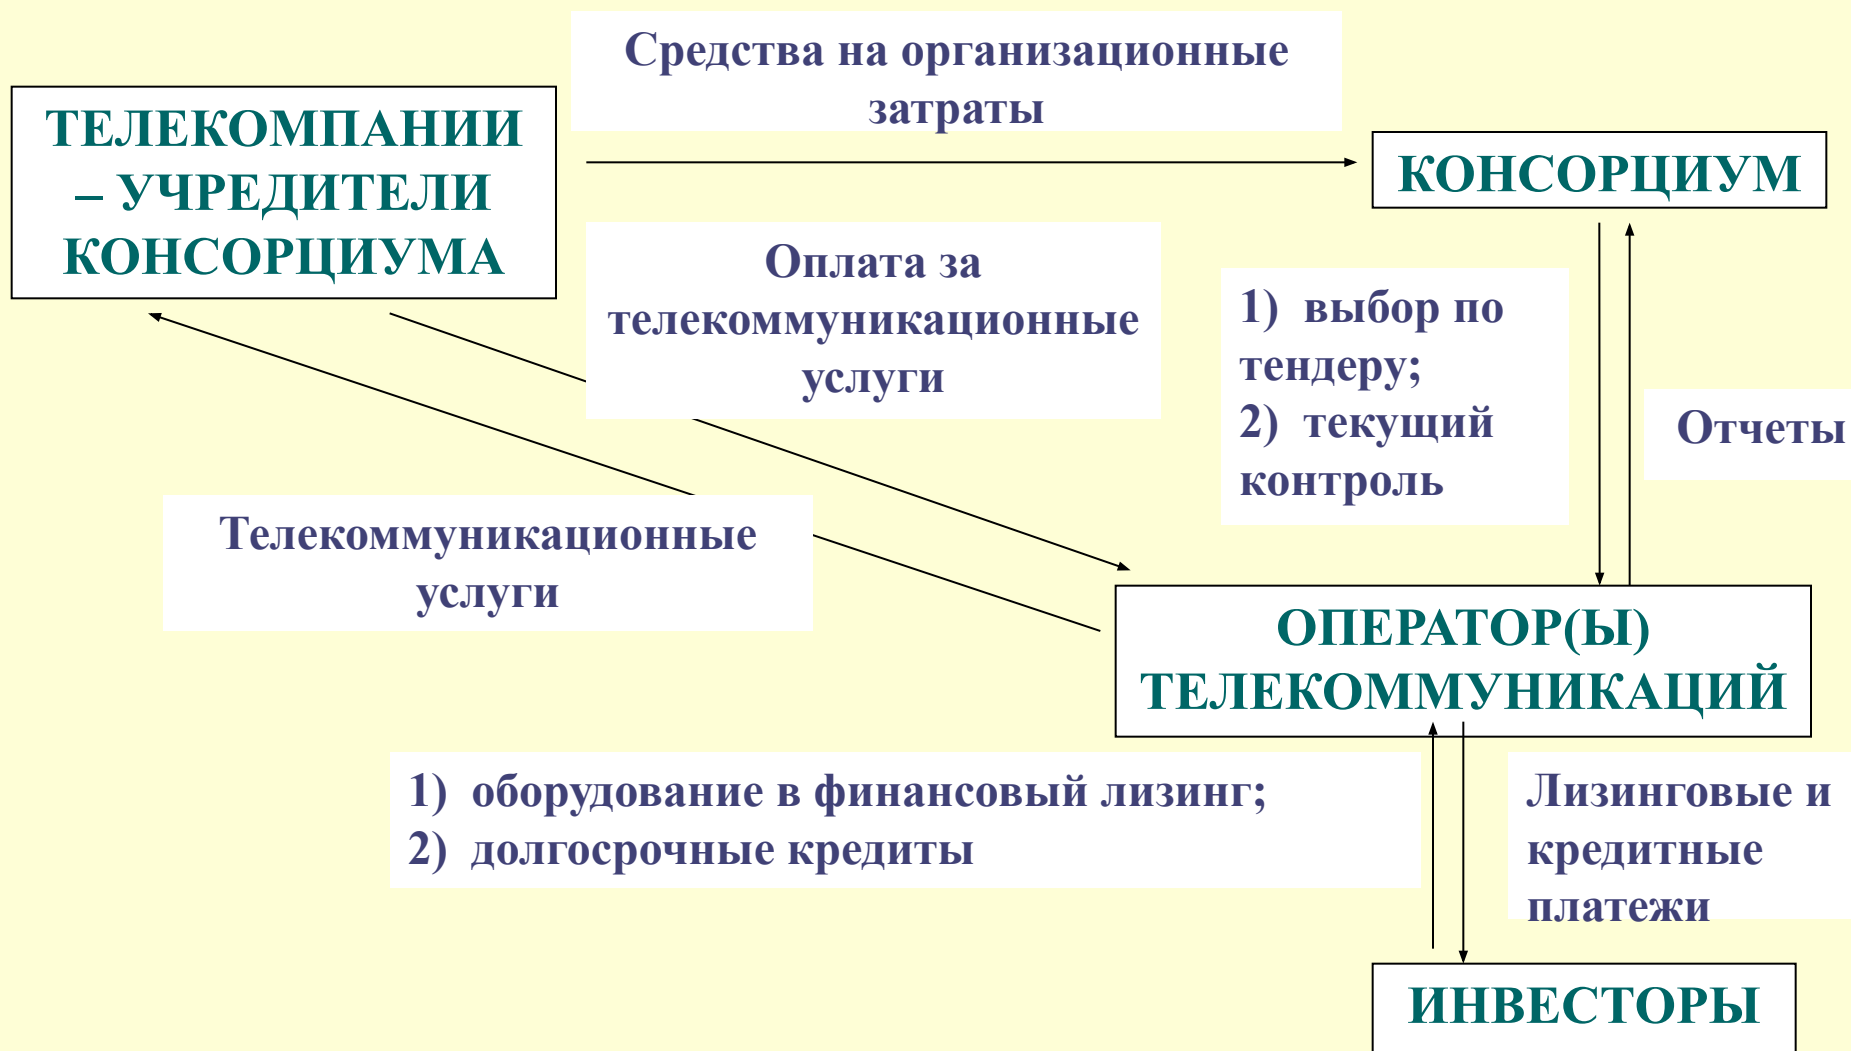 Средства на организационные
затраты
ТЕЛЕКОМПАНИИ
– УЧРЕДИТЕЛИ
КОНСОРЦИУМА
КОНСОРЦИУМ
Оплата за
телекоммуникационные
услуги
1) выбор по
тендеру;
2) текущий
контроль
Отчеты
Телекоммуникационные
услуги
ОПЕРАТОР(Ы)
ТЕЛЕКОММУНИКАЦИЙ
1) оборудование в финансовый лизинг;
2) долгосрочные кредиты
Лизинговые и
кредитные
платежи
ИНВЕСТОРЫ